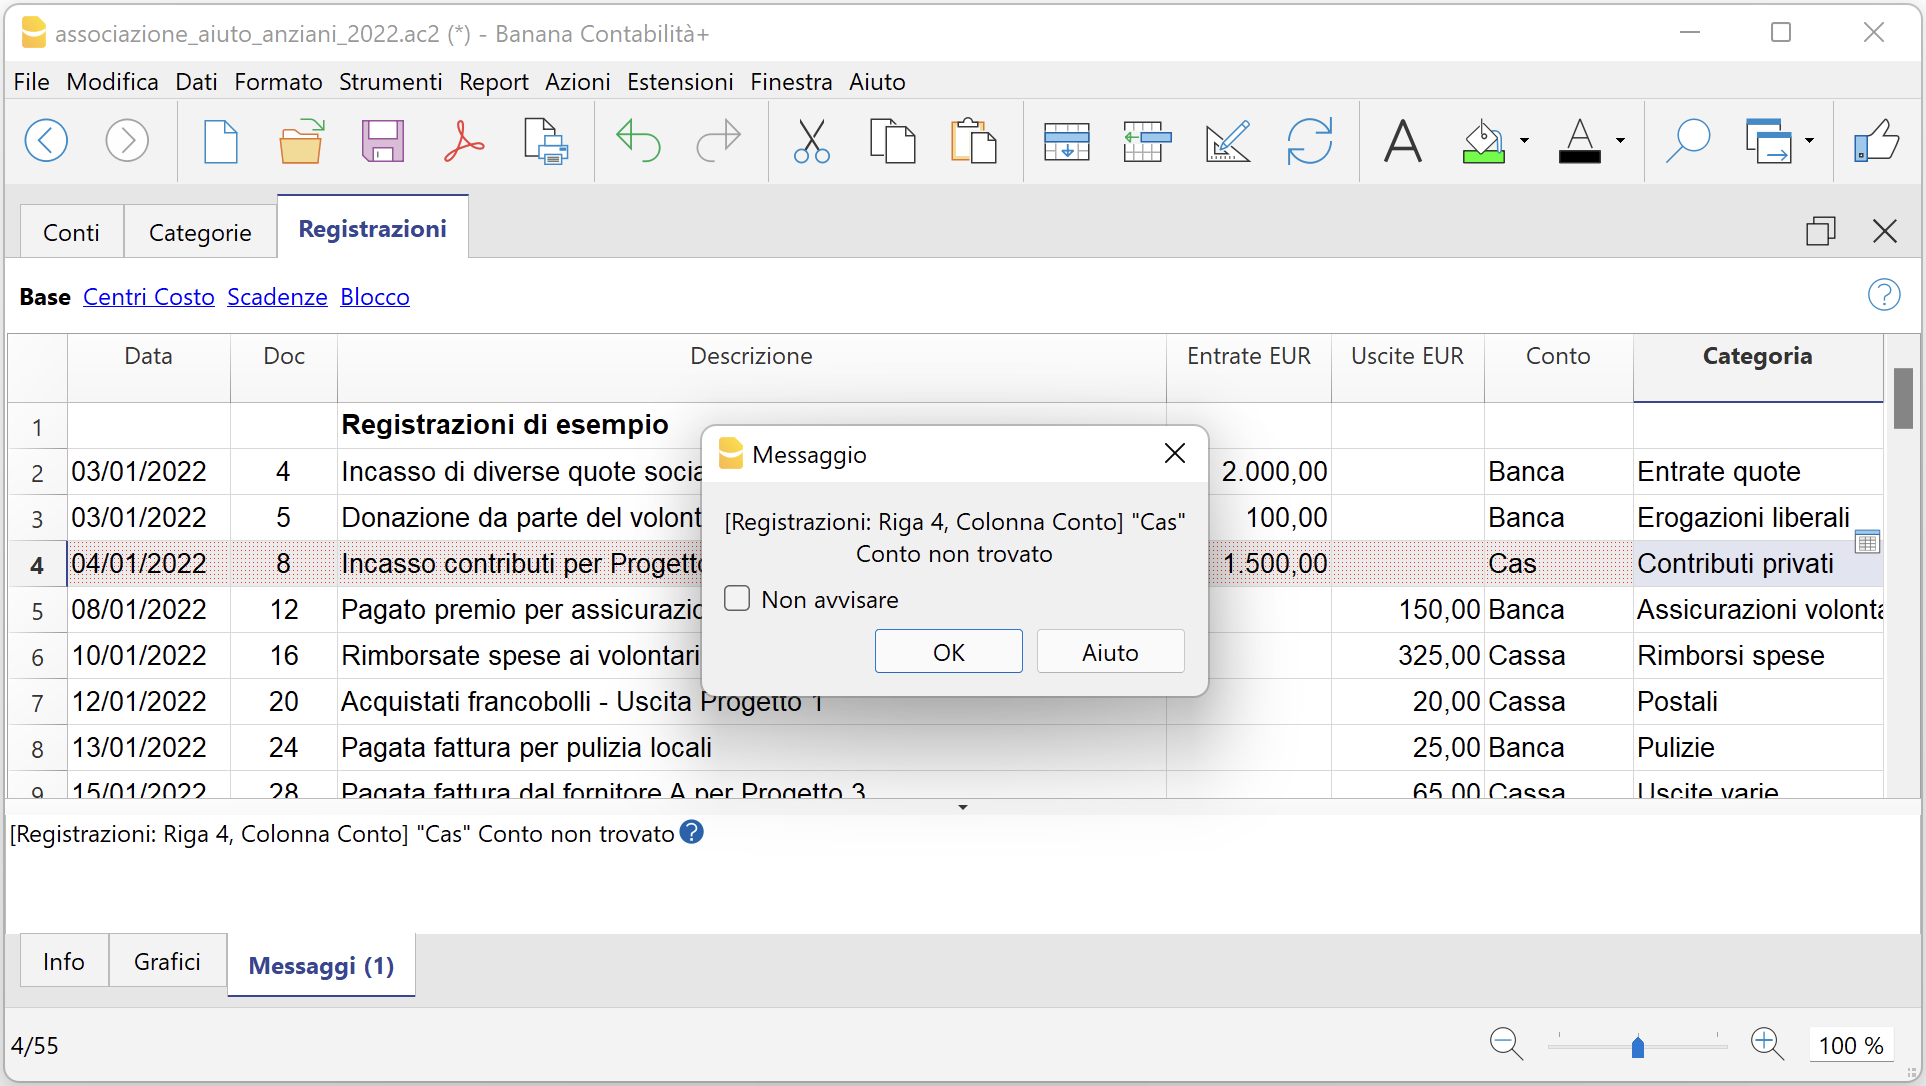 associazione_aiuto_anziani_2022.ac2 (*) - Banana Contabilità+
File Modifica Dati Formato Strumenti Report Azioni Estensioni Finestra Aiuto
Conti Categorie Registrazioni
Base Centri Costo Scadenze Blocco
Data Doc Descrizione Entrate EUR Uscite EUR Conto Categoria
1 Registrazioni di esempio
2 03/01/2022 4 Incasso di diverse quote socia 2.000,00 Banca Entrate quote
3 03/01/2022 5 Donazione da parte del volont 100,00 Banca Erogazioni liberali
4 04/01/2022 8 Incasso contributi per Progetto 1.500,00 Cas Contributi privati
5 08/01/2022 12 Pagato premio per assicurazio 150,00 Banca Assicurazioni volonta
6 10/01/2022 16 Rimborsate spese ai volontari 325,00 Cassa Rimborsi spese
7 12/01/2022 20 Acquistati francobolli - Uscita Progetto 1 20,00 Cassa Postali
8 13/01/2022 24 Pagata fattura per pulizia locali 25,00 Banca Pulizie
9 15/01/2022 28 Pagata fattura dal fornitore A per Progetto 3 65,00 Cassa Uscite varie
Messaggio
[Registrazioni: Riga 4, Colonna Conto] "Cas"
Conto non trovato
Non avvisare
OK Aiuto
[Registrazioni: Riga 4, Colonna Conto] "Cas" Conto non trovato
Info Grafici Messaggi (1)
4/55 100 %